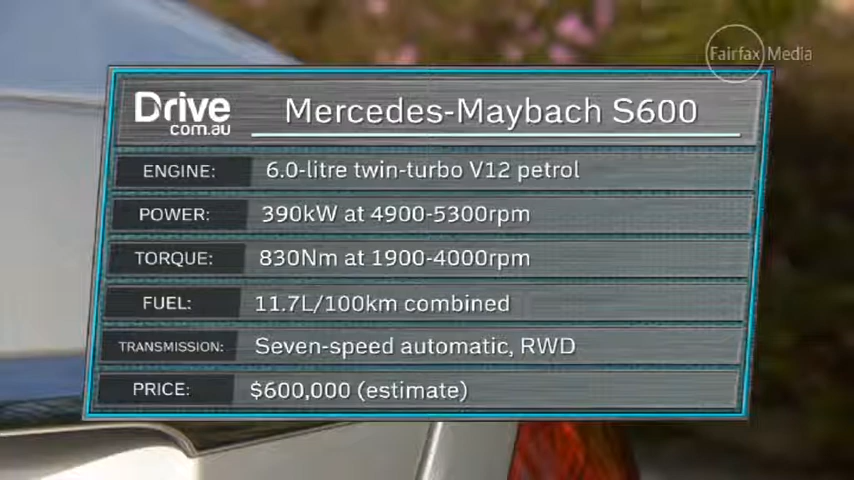 Fairfax Media
Drive
.com.au
Mercedes-Maybach S600
ENGINE: 6.0-litre twin-turbo V12 petrol
POWER: 390kW at 4900-5300rpm
TORQUE: 830Nm at 1900-4000rpm
FUEL: 11.7L/100km combined
TRANSMISSION: Seven-speed automatic, RWD
PRICE: $600,000 (estimate)